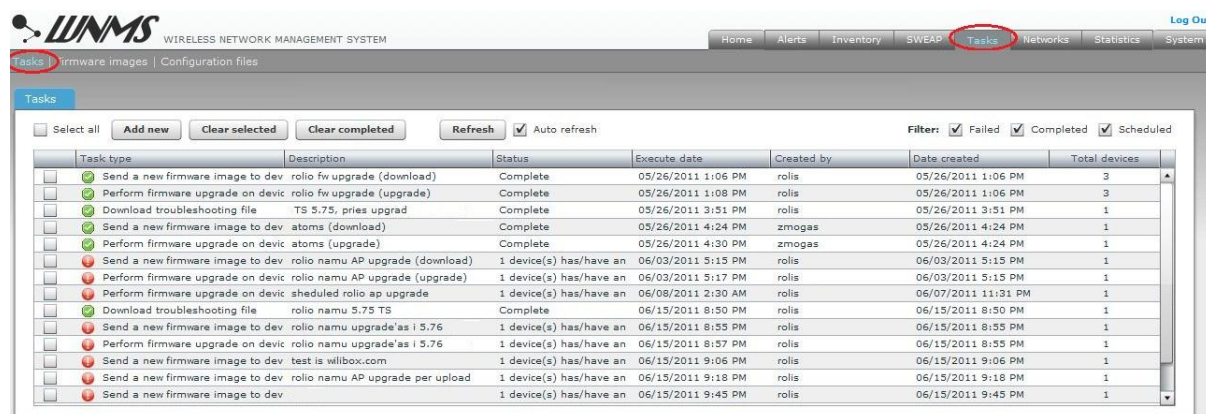 WNMS WIRELESS NETWORK MANAGEMENT SYSTEM
Log Ou
Home Alerts Inventory SWEAP Tasks Networks Statistics System
Tasks | Firmware images | Configuration files
Tasks
Select all Add new Clear selected Clear completed Refresh Auto refresh Filter: Failed Completed Scheduled
Task type Description Status Execute date Created by Date created Total devices
Send a new firmware image to dev rolio fw upgrade (download) Complete 05/26/2011 1:06 PM rolis 05/26/2011 1:06 PM 3
Perform firmware upgrade on devic rolio fw upgrade (upgrade) Complete 05/26/2011 1:08 PM rolis 05/26/2011 1:06 PM 3
Download troubleshooting file TS 5.75, pries upgrad Complete 05/26/2011 3:51 PM rolis 05/26/2011 3:51 PM 1
Send a new firmware image to dev atoms (download) Complete 05/26/2011 4:24 PM zmogas 05/26/2011 4:24 PM 1
Perform firmware upgrade on devic atoms (upgrade) Complete 05/26/2011 4:30 PM zmogas 05/26/2011 4:24 PM 1
Send a new firmware image to dev rolio namu AP upgrade (download) 1 device(s) has/have an 06/03/2011 5:15 PM rolis 06/03/2011 5:15 PM 1
Perform firmware upgrade on devic rolio namu AP upgrade (upgrade) 1 device(s) has/have an 06/03/2011 5:17 PM rolis 06/03/2011 5:15 PM 1
Perform firmware upgrade on devic sheduled rolio ap upgrade 1 device(s) has/have an 06/08/2011 2:30 AM rolis 06/07/2011 11:31 PM 1
Download troubleshooting file rolio namu 5.75 TS Complete 06/15/2011 8:50 PM rolis 06/15/2011 8:50 PM 1
Send a new firmware image to dev rolio namu upgrade'as i 5.76 1 device(s) has/have an 06/15/2011 8:55 PM rolis 06/15/2011 8:55 PM 1
Perform firmware upgrade on devic rolio namu upgrade'as i 5.76 1 device(s) has/have an 06/15/2011 8:57 PM rolis 06/15/2011 8:55 PM 1
Send a new firmware image to dev test is wilibox.com 1 device(s) has/have an 06/15/2011 9:06 PM rolis 06/15/2011 9:06 PM 1
Send a new firmware image to dev rolio namu AP upgrade per upload 1 device(s) has/have an 06/15/2011 9:18 PM rolis 06/15/2011 9:18 PM 1
Send a new firmware image to dev 1 device(s) has/have an 06/15/2011 9:45 PM rolis 06/15/2011 9:45 PM 1